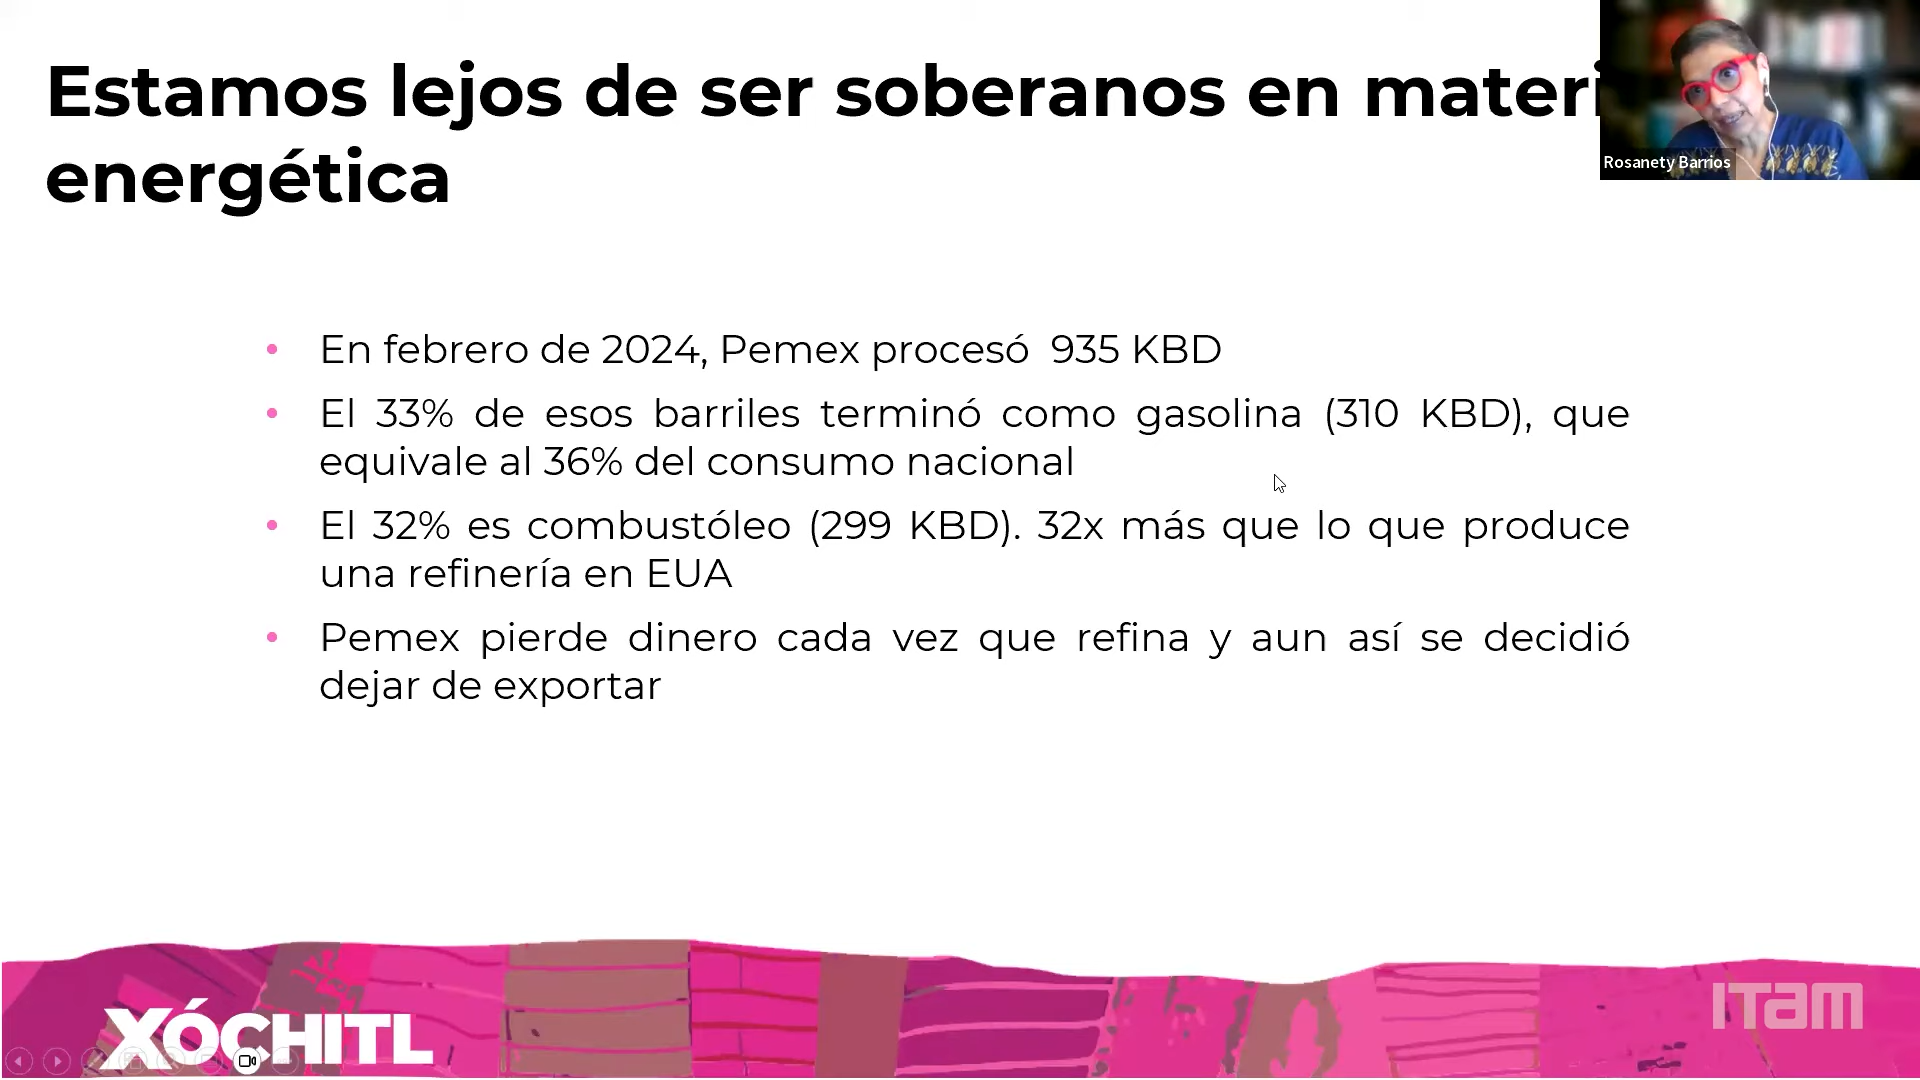 Estamos lejos de ser soberanos en materi
energética
Rosanety Barrios
• En febrero de 2024, Pemex procesó  935 KBD
• El 33% de esos barriles terminó como gasolina (310 KBD), que
equivale al 36% del consumo nacional
• El 32% es combustóleo (299 KBD). 32x más que lo que produce
una refinería en EUA
• Pemex pierde dinero cada vez que refina y aun así se decidió
dejar de exportar
XÓCHITL
ITAM